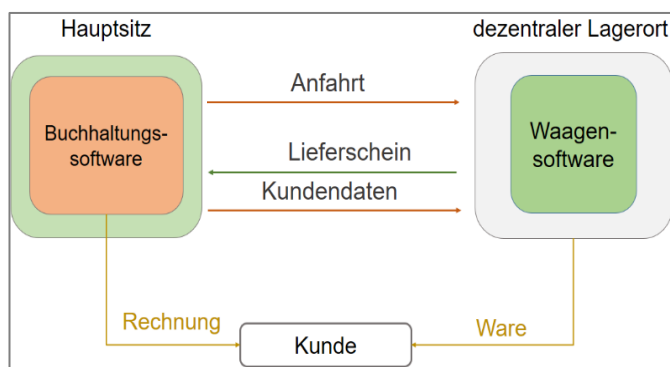 Hauptsitz
dezentraler Lagerort
Anfahrt
Buchhaltungs-
software
Waagen-
software
Lieferschein
Kundendaten
Rechnung
Ware
Kunde